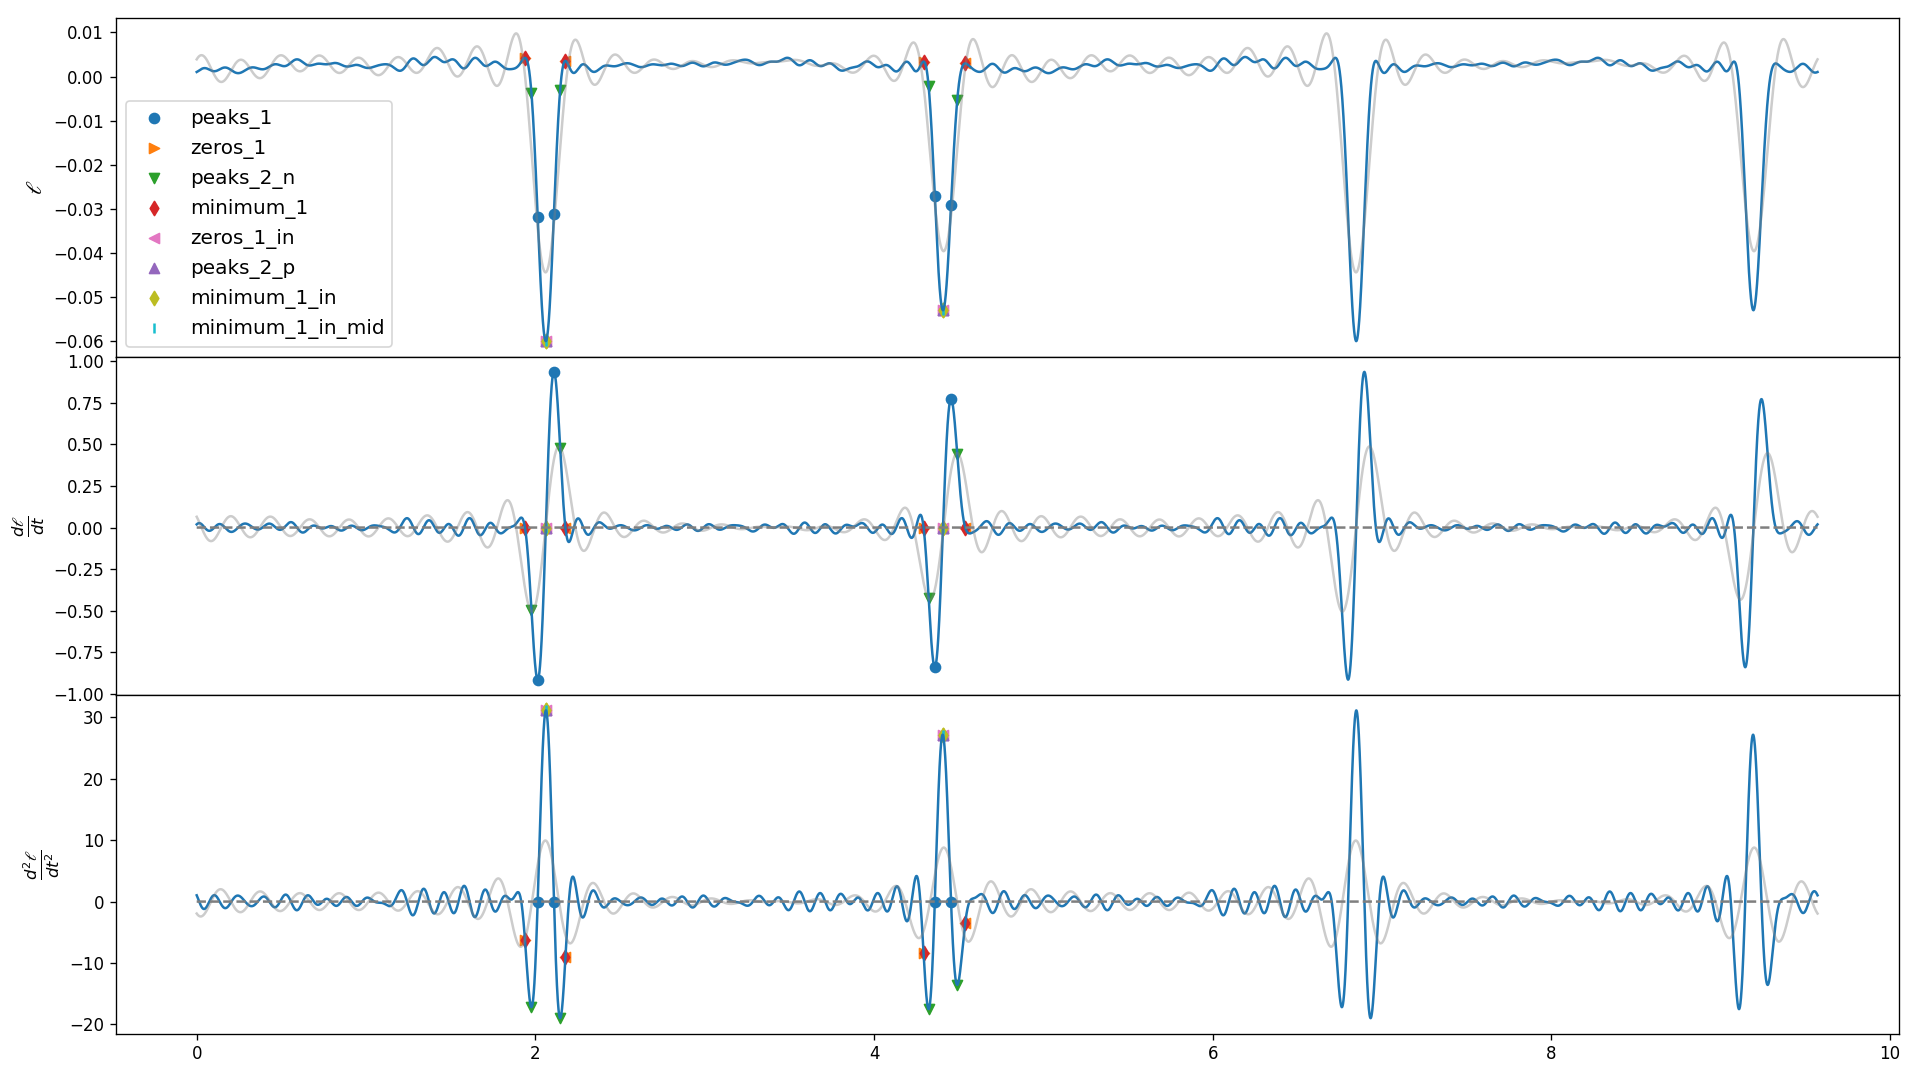 0.01
0.00
−0.01
−0.02
−0.03
−0.04
−0.05
−0.06
ℓ
peaks_1
zeros_1
peaks_2_n
minimum_1
zeros_1_in
peaks_2_p
minimum_1_in
minimum_1_in_mid
1.00
0.75
0.50
0.25
0.00
−0.25
−0.50
−0.75
−1.00
dℓ
dt
30
20
10
0
−10
−20
d²ℓ
dt²
0 2 4 6 8 10